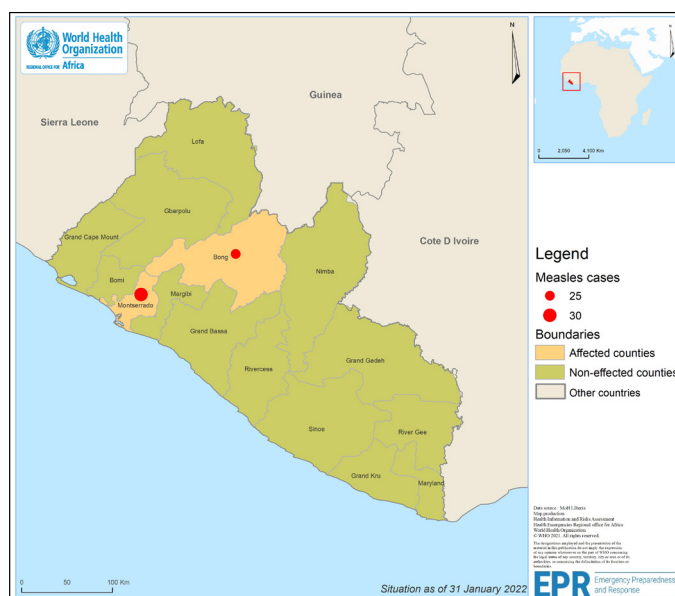 World Health
Organization
REGIONAL OFFICE FOR Africa
N
N
Guinea
Sierra Leone
Lofa
0 2,050 4,100 Km
Gbarpolu
Grand Cape Mount
Cote D Ivoire
Bong
Legend
Nimba
Measles cases
Bomi
Margibi
25
Montserrado
30
Grand Bassa
Boundaries
Affected counties
Grand Gedeh
Rivercess
Non-effected counties
Other countries
Sinoe
River Gee
Grand Kru
Maryland
Map production
Health Information and Risks Assessment
Health Emergencies Regional office for Africa
World Health Organization
© WHO 2021. All rights reserved
0 50 100 Km
Situation as of 31 January 2022
EPR
Emergency Preparedness
and Response